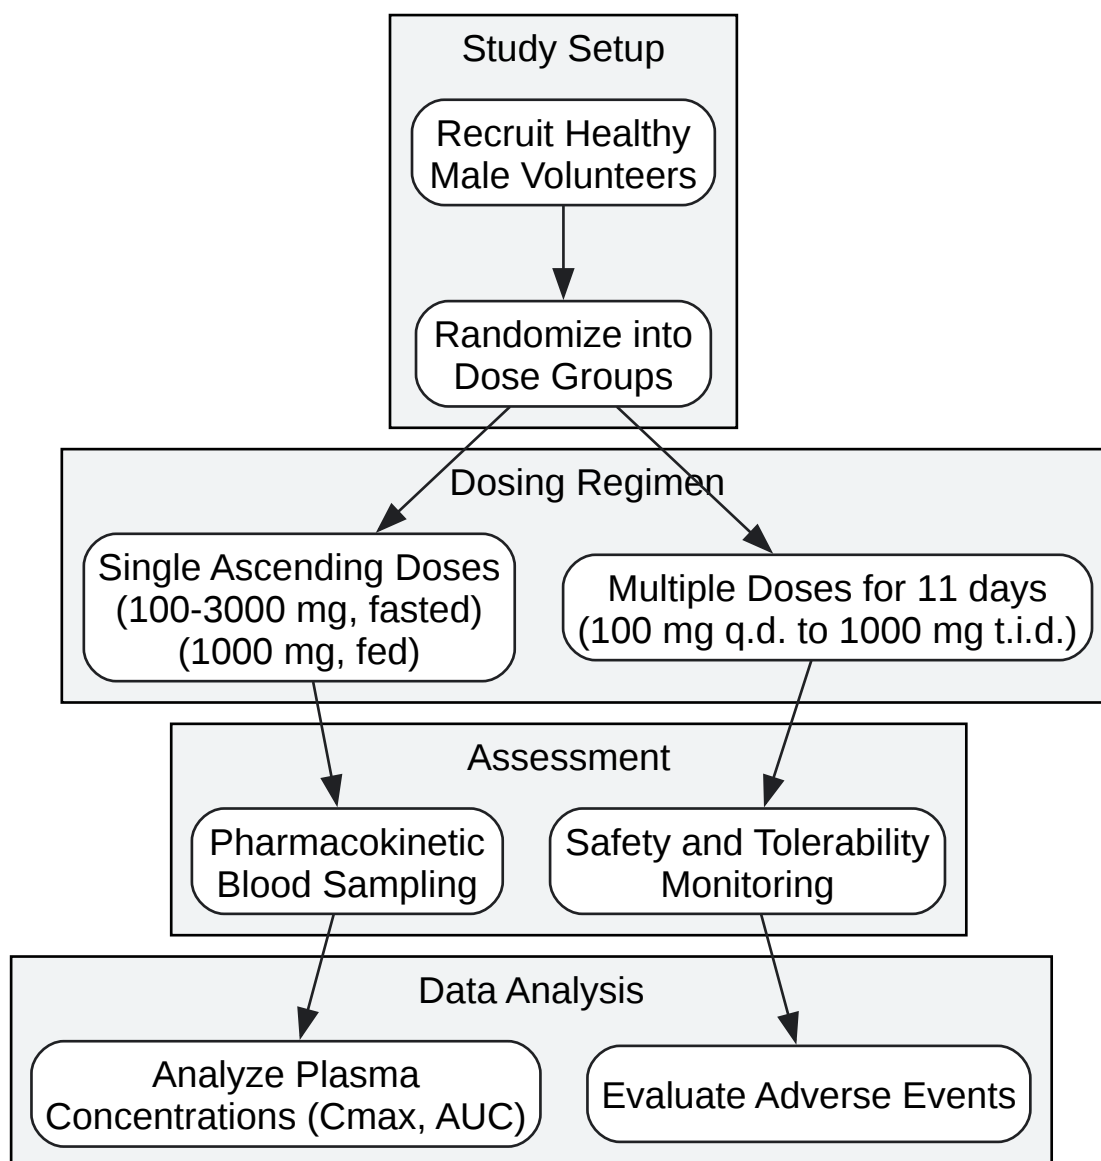 Study Setup
Recruit Healthy
Male Volunteers
Randomize into
Dose Groups
Dosing Regimen
Single Ascending Doses
(100-3000 mg, fasted)
(1000 mg, fed)
Multiple Doses for 11 days
(100 mg q.d. to 1000 mg t.i.d.)
Assessment
Pharmacokinetic
Blood Sampling
Safety and Tolerability
Monitoring
Data Analysis
Analyze Plasma
Concentrations (Cmax, AUC)
Evaluate Adverse Events